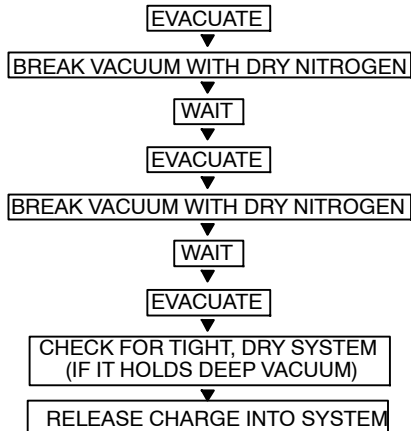 EVACUATE
BREAK VACUUM WITH DRY NITROGEN
WAIT
EVACUATE
BREAK VACUUM WITH DRY NITROGEN
WAIT
EVACUATE
CHECK FOR TIGHT, DRY SYSTEM
(IF IT HOLDS DEEP VACUUM)
RELEASE CHARGE INTO SYSTEM